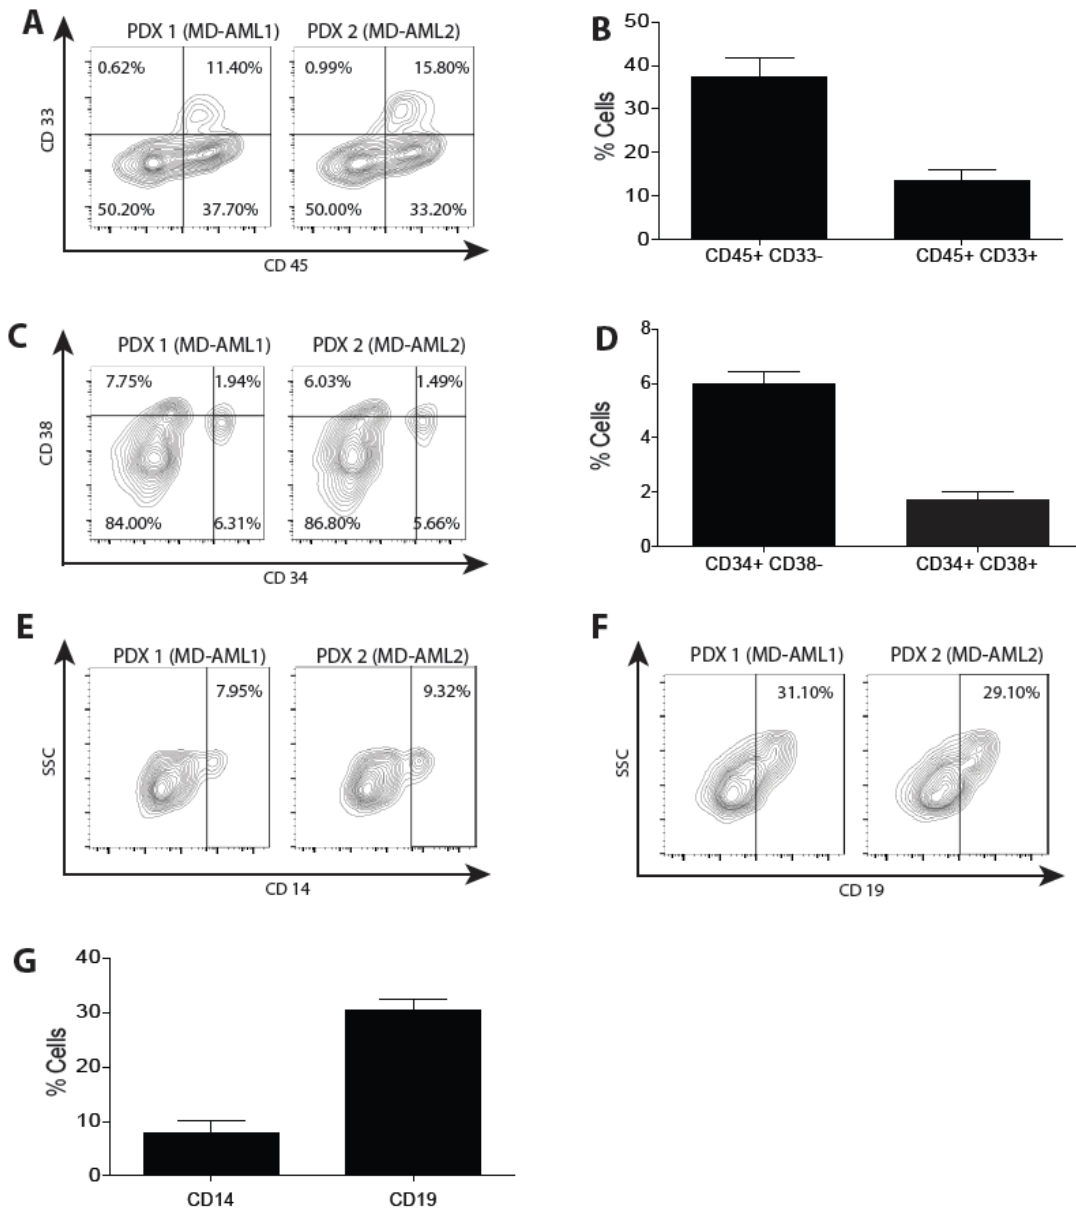 A
PDX 1 (MD-AML1)
PDX 2 (MD-AML2)
0.62%
11.40%
0.99%
15.80%
CD 33
50.20%
37.70%
50.00%
33.20%
CD 45
B
50
40
30
20
10
0
% Cells
CD45+ CD33-
CD45+ CD33+
C
PDX 1 (MD-AML1)
PDX 2 (MD-AML2)
7.75%
1.94%
6.03%
1.49%
CD 38
84.00%
6.31%
86.80%
5.66%
CD 34
D
8
6
4
2
0
% Cells
CD34+ CD38-
CD34+ CD38+
E
PDX 1 (MD-AML1)
PDX 2 (MD-AML2)
7.95%
9.32%
SSC
CD 14
F
PDX 1 (MD-AML1)
PDX 2 (MD-AML2)
31.10%
29.10%
SSC
CD 19
G
40
30
20
10
0
% Cells
CD14
CD19